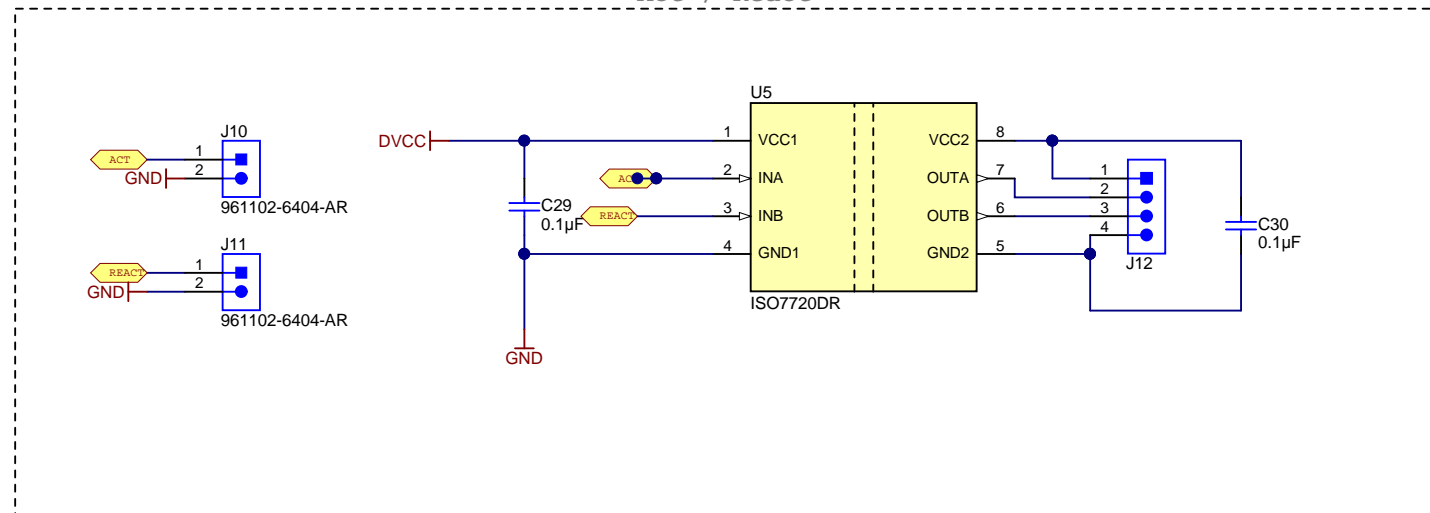 J10
ACT
1
GND
2
961102-6404-AR
J11
REACT
1
GND
2
961102-6404-AR
DVCC
C29
0.1µF
GND
REACT
U5
1
VCC1
VCC2
8
2
INA
OUTA
7
3
INB
OUTB
6
4
GND1
GND2
5
ISO7720DR
1
2
3
4
J12
C30
0.1µF